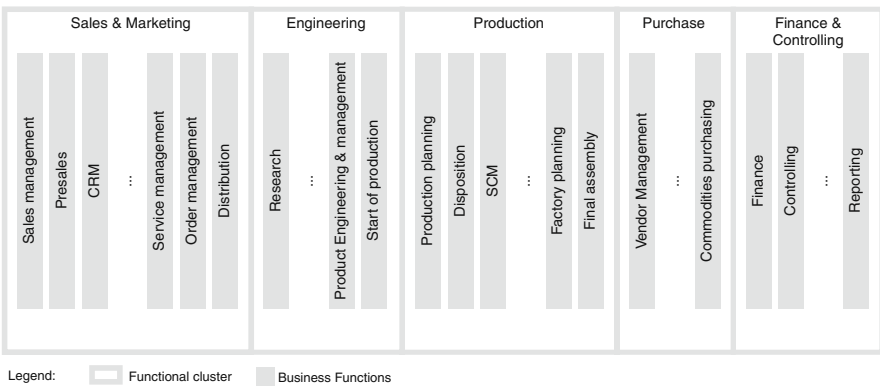 Sales & Marketing
Sales management
Presales
CRM
...
Service management
Order management
Distribution
Engineering
Research
...
Product Engineering & management
Start of production
Production
Production planning
Disposition
SCM
...
Factory planning
Final assembly
Purchase
Vendor Management
...
Commodities purchasing
Finance &
Controlling
Finance
Controlling
...
Reporting
Legend:
Functional cluster
Business Functions